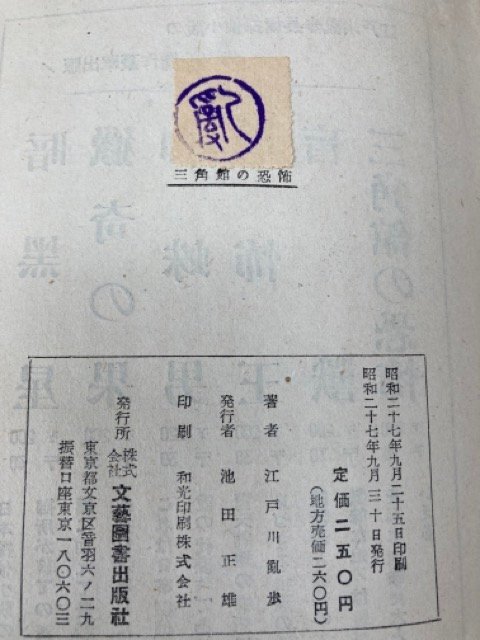 亂
三角館の恐怖
昭和二十七年九月二十五日印刷
昭和二十七年九月三十日発行
定価二五〇円
(地方売価二六〇円)
著者 江戸川亂歩
発行者 池田正雄
印刷 和光印刷株式会社
発行所 株式会社 文藝圖書出版社
東京都文京区音羽六ノ二九
振替口座東京一八〇六〇三